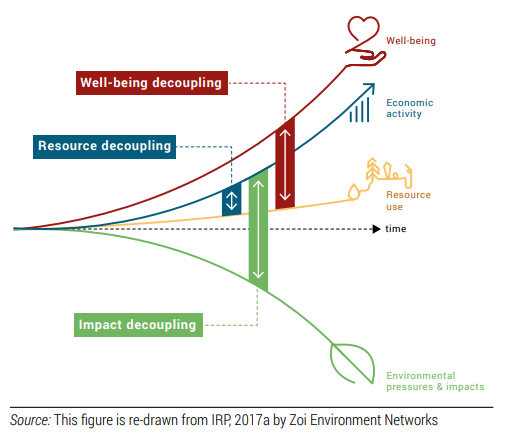 Well-being
Well-being decoupling
Economic
activity
Resource decoupling
Resource
use
time
Impact decoupling
Environmental
pressures & impacts
Source: This figure is re-drawn from IRP, 2017a by Zoi Environment Networks